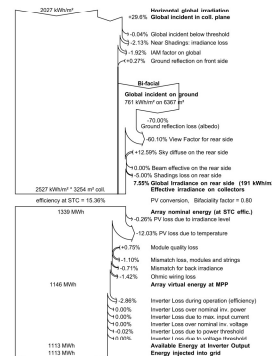 2027 kWh/m²
Horizontal global irradiation
+29.6% Global incident in coll. plane
-0.04% Global incident below threshold
-2.13% Near Shadings: irradiance loss
-1.92% IAM factor on global
+0.27% Ground reflection on front side
Bi-facial
Global incident on ground
761 kWh/m² on 6367 m²
-70.00%
Ground reflection loss (albedo)
-60.10% View Factor for rear side
+12.59% Sky diffuse on the rear side
0.00% Beam effective on the rear side
-5.00% Shadings loss on rear side
7.55% Global Irradiance on rear side (191 kWh/m
2527 kWh/m² * 3254 m² coll.
Effective irradiation on collectors
efficiency at STC = 15.36%
PV conversion, Bifaciality factor = 0.80
1339 MWh
Array nominal energy (at STC effic.)
-0.26% PV loss due to irradiance level
-12.03% PV loss due to temperature
+0.75% Module quality loss
-1.10% Mismatch loss, modules and strings
-0.71% Mismatch for back irradiance
-1.42% Ohmic wiring loss
1146 MWh
Array virtual energy at MPP
-2.86% Inverter Loss during operation (efficiency)
0.00% Inverter Loss over nominal inv. power
0.00% Inverter Loss due to max. input current
0.00% Inverter Loss over nominal inv. voltage
-0.02% Inverter Loss due to power threshold
0.00% Inverter Loss due to voltage threshold
1113 MWh
Available Energy at Inverter Output
1113 MWh
Energy injected into grid